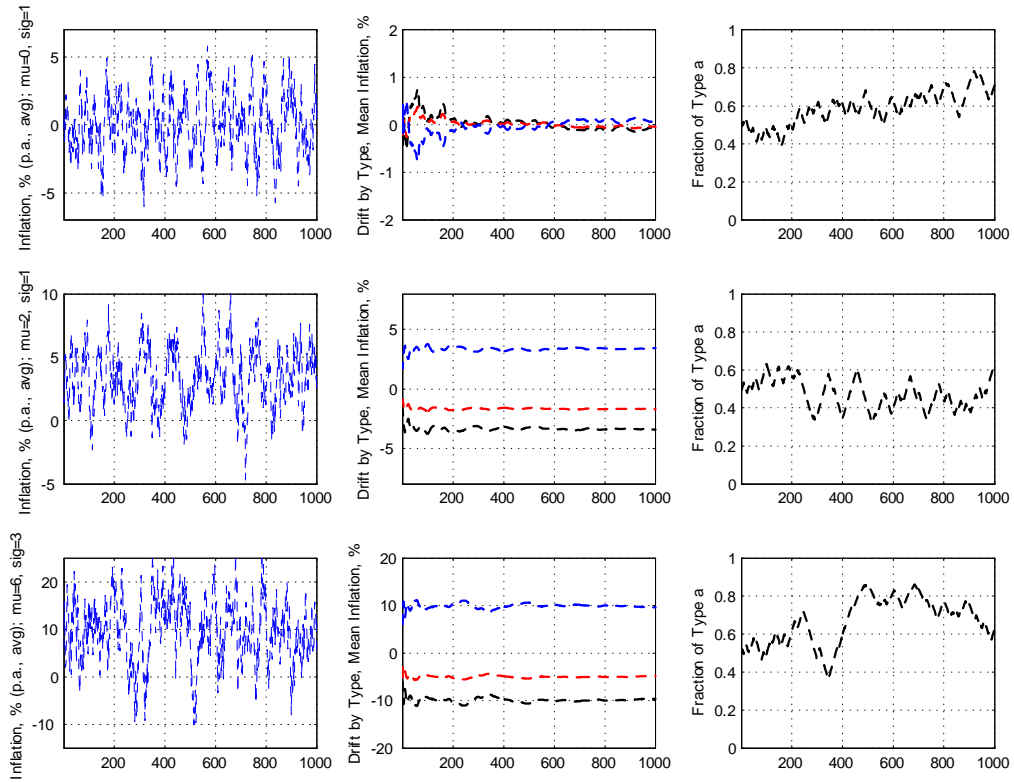 Inflation, % (p.a., avg); mu=0, sig=1
5
0
-5
200 400 600 800 1000
Drift by Type, Mean Inflation, %
2
1
0
-1
-2
200 400 600 800 1000
Fraction of Type a
1
0.8
0.6
0.4
0.2
0
200 400 600 800 1000
Inflation, % (p.a., avg); mu=2, sig=1
10
5
0
-5
200 400 600 800 1000
Drift by Type, Mean Inflation, %
5
0
-5
200 400 600 800 1000
Fraction of Type a
1
0.8
0.6
0.4
0.2
0
200 400 600 800 1000
Inflation, % (p.a., avg); mu=6, sig=3
20
10
0
-10
200 400 600 800 1000
Drift by Type, Mean Inflation, %
20
10
0
-10
-20
200 400 600 800 1000
Fraction of Type a
1
0.8
0.6
0.4
0.2
0
200 400 600 800 1000